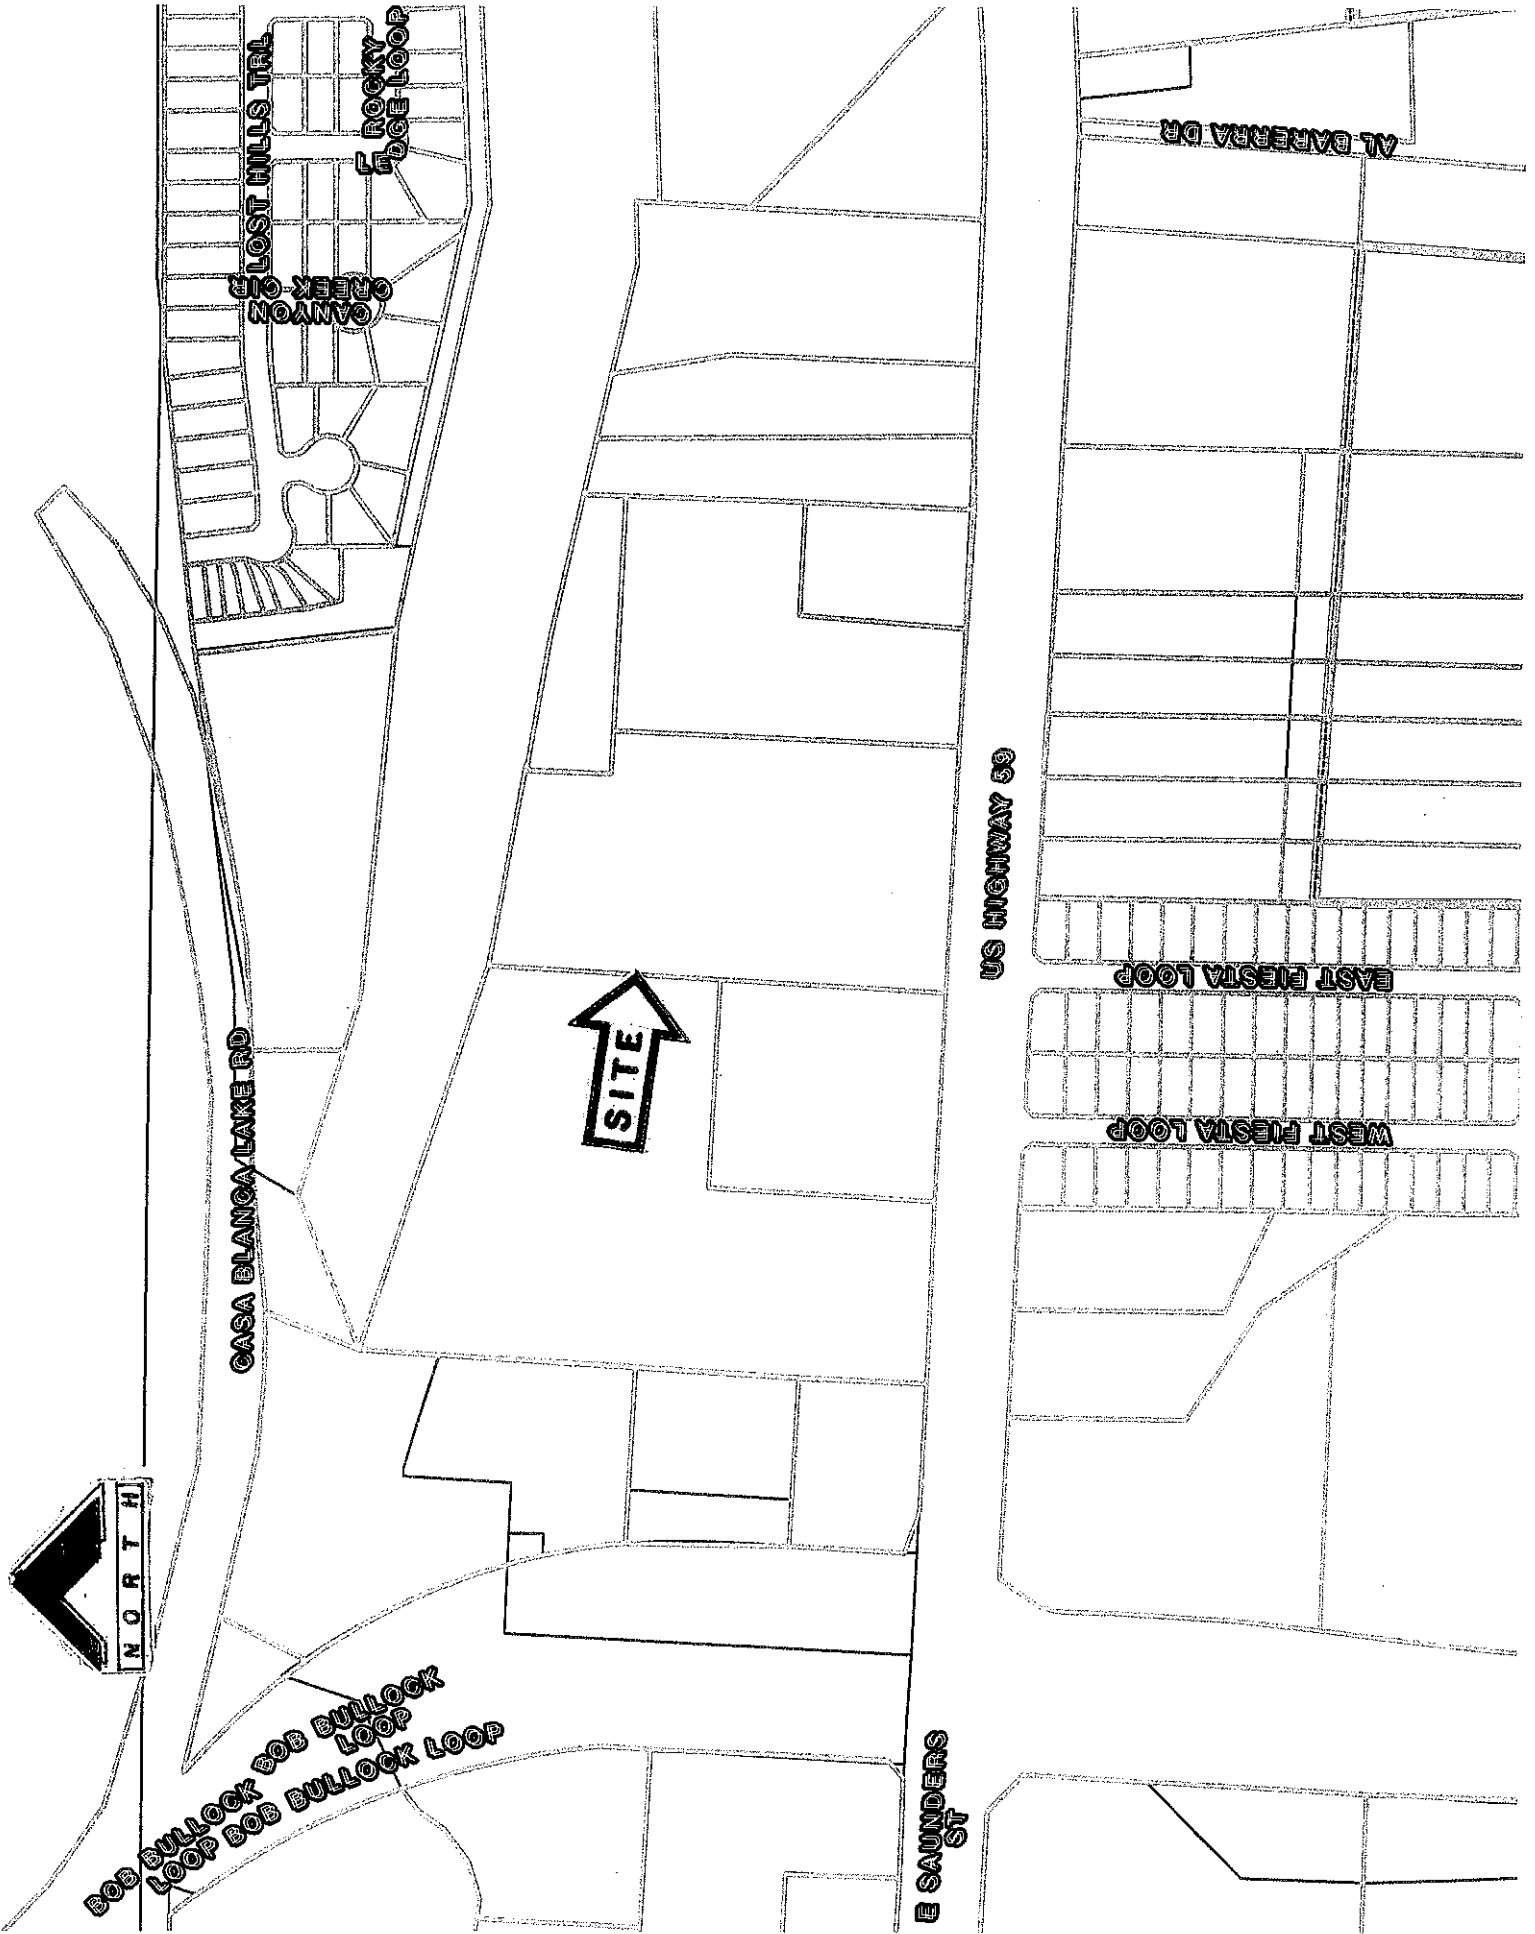 LOST HILLS TRL
ROCKY
LEDGE LOOP
CANYON
CREEK CIR
AL BARERRA DR
US HIGHWAY 59
EAST FIESTA LOOP
WEST FIESTA LOOP
SITE
CASA BLANCA LAKE RD
NORTH
BOB BULLOCK
LOOP
BOB BULLOCK
LOOP
BOB BULLOCK LOOP
E SAUNDERS
ST